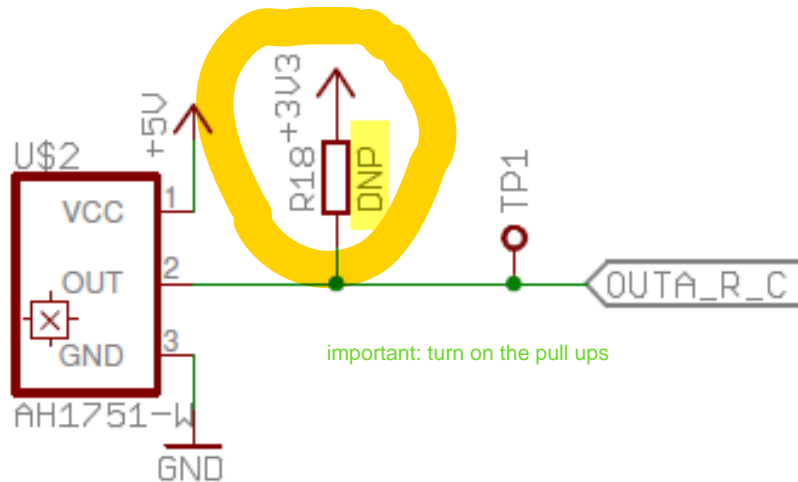 +3V3
+5V
R18
DNP
U$2
TP1
VCC
1
OUT
2
OUTA_R_C
GND
3
important: turn on the pull ups
AH1751-W
GND